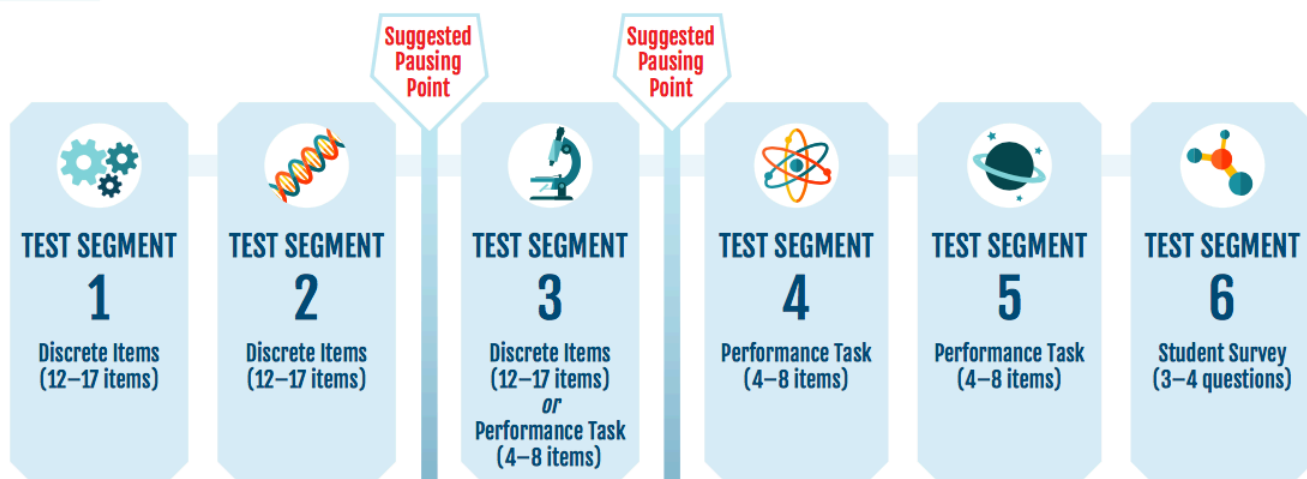 Suggested
Pausing
Point
Suggested
Pausing
Point
TEST SEGMENT
1
Discrete Items
(12–17 items)
TEST SEGMENT
2
Discrete Items
(12–17 items)
TEST SEGMENT
3
Discrete Items
(12–17 items)
or
Performance Task
(4–8 items)
TEST SEGMENT
4
Performance Task
(4–8 items)
TEST SEGMENT
5
Performance Task
(4–8 items)
TEST SEGMENT
6
Student Survey
(3–4 questions)